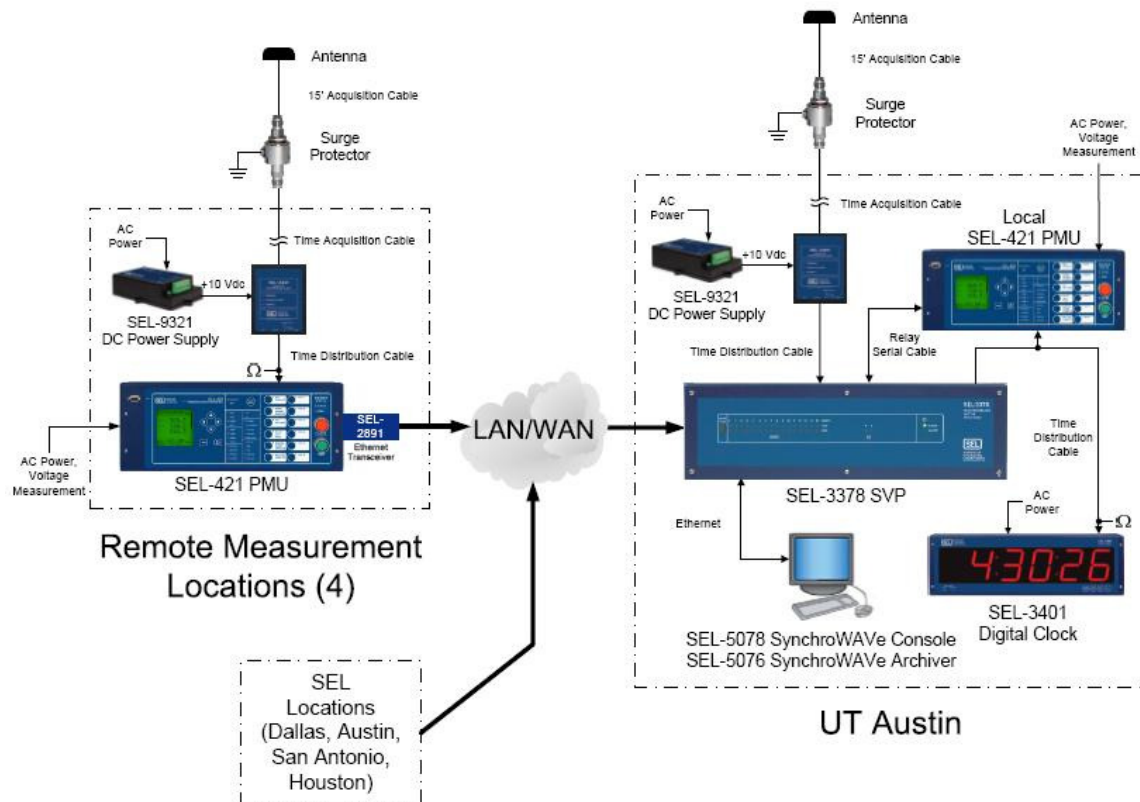 Antenna
15' Acquisition Cable
Surge
Protector
Time Acquisition Cable
AC
Power
+10 Vdc
SEL-9321
DC Power Supply
Time Distribution Cable
Ω
SEL-
2891
Ethernet
Transceiver
AC Power,
Voltage
Measurement
SEL-421 PMU
Remote Measurement
Locations (4)
SEL
Locations
(Dallas, Austin,
San Antonio,
Houston)
LAN/WAN
Antenna
15' Acquisition Cable
Surge
Protector
AC Power,
Voltage
Measurement
Time Acquisition Cable
AC
Power
+10 Vdc
SEL-9321
DC Power Supply
Local
SEL-421 PMU
Time Distribution Cable
Relay
Serial Cable
SEL-3378
SEL
SEL-3378 SVP
Time
Distribution
Cable
Ethernet
AC
Power
Ω
4:30:26
SEL-3401
Digital Clock
SEL-5078 SynchroWAVe Console
SEL-5076 SynchroWAVe Archiver
UT Austin